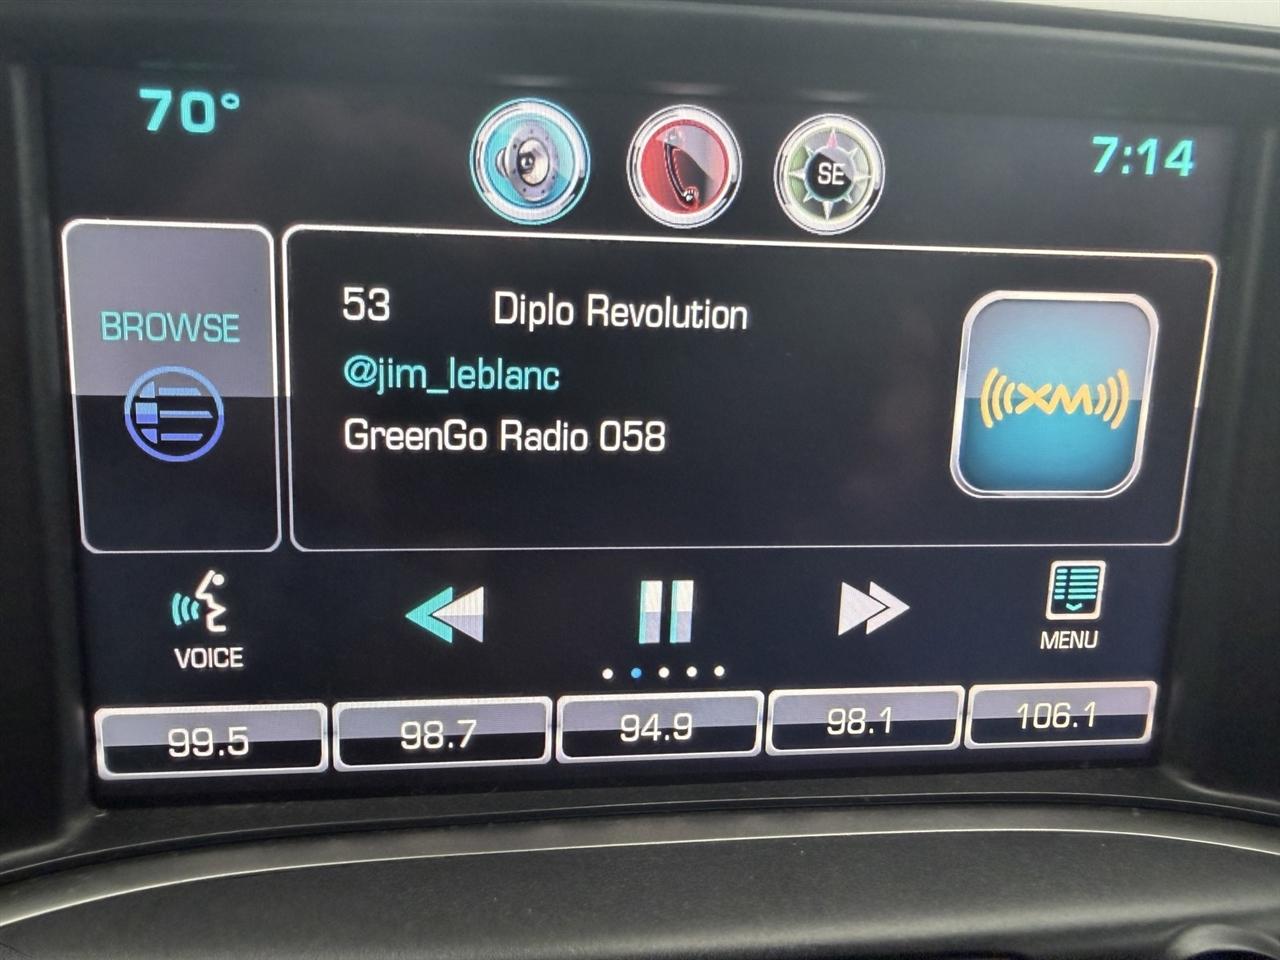 70°
7:14
SE
BROWSE
53 Diplo Revolution
@jim_leblanc
GreenGo Radio 058
XM
VOICE
MENU
99.5 98.7 94.9 98.1 106.1